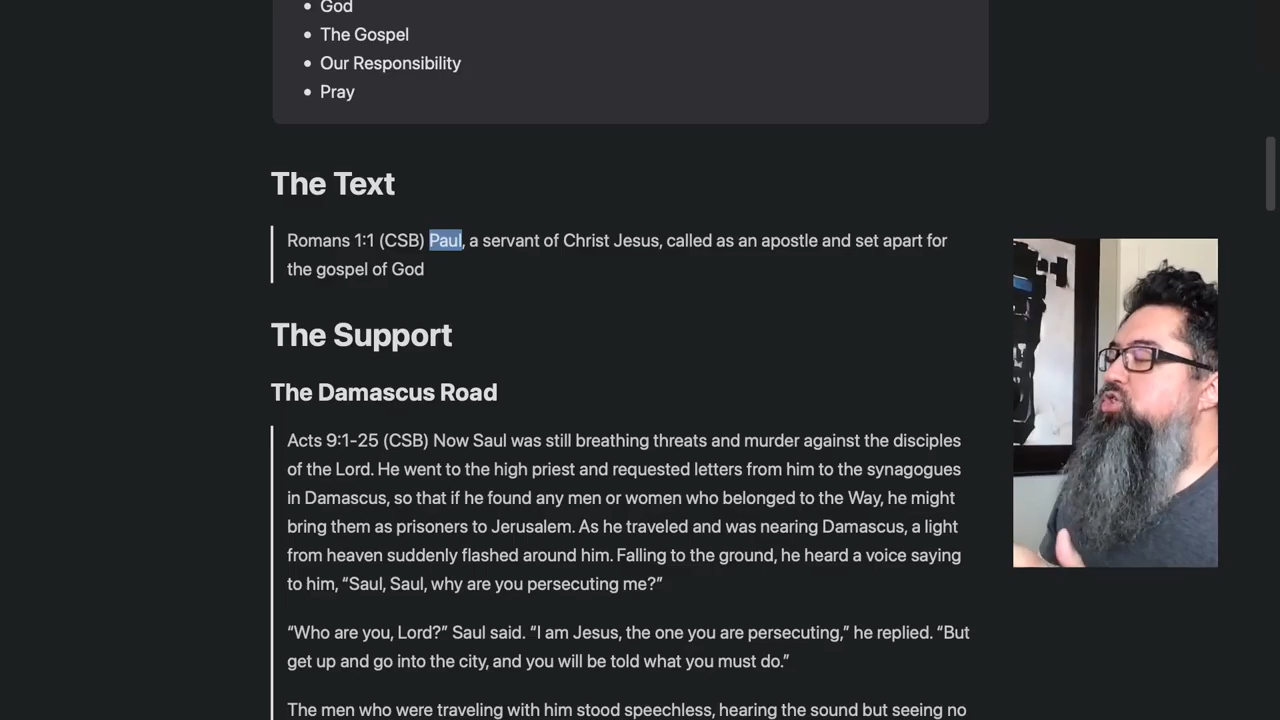 God
The Gospel
Our Responsibility
Pray
The Text
Romans 1:1 (CSB) Paul, a servant of Christ Jesus, called as an apostle and set apart for
the gospel of God
The Support
The Damascus Road
Acts 9:1-25 (CSB) Now Saul was still breathing threats and murder against the disciples
of the Lord. He went to the high priest and requested letters from him to the synagogues
in Damascus, so that if he found any men or women who belonged to the Way, he might
bring them as prisoners to Jerusalem. As he traveled and was nearing Damascus, a light
from heaven suddenly flashed around him. Falling to the ground, he heard a voice saying
to him, “Saul, Saul, why are you persecuting me?”
“Who are you, Lord?” Saul said. “I am Jesus, the one you are persecuting,” he replied. “But
get up and go into the city, and you will be told what you must do.”
The men who were traveling with him stood speechless, hearing the sound but seeing no